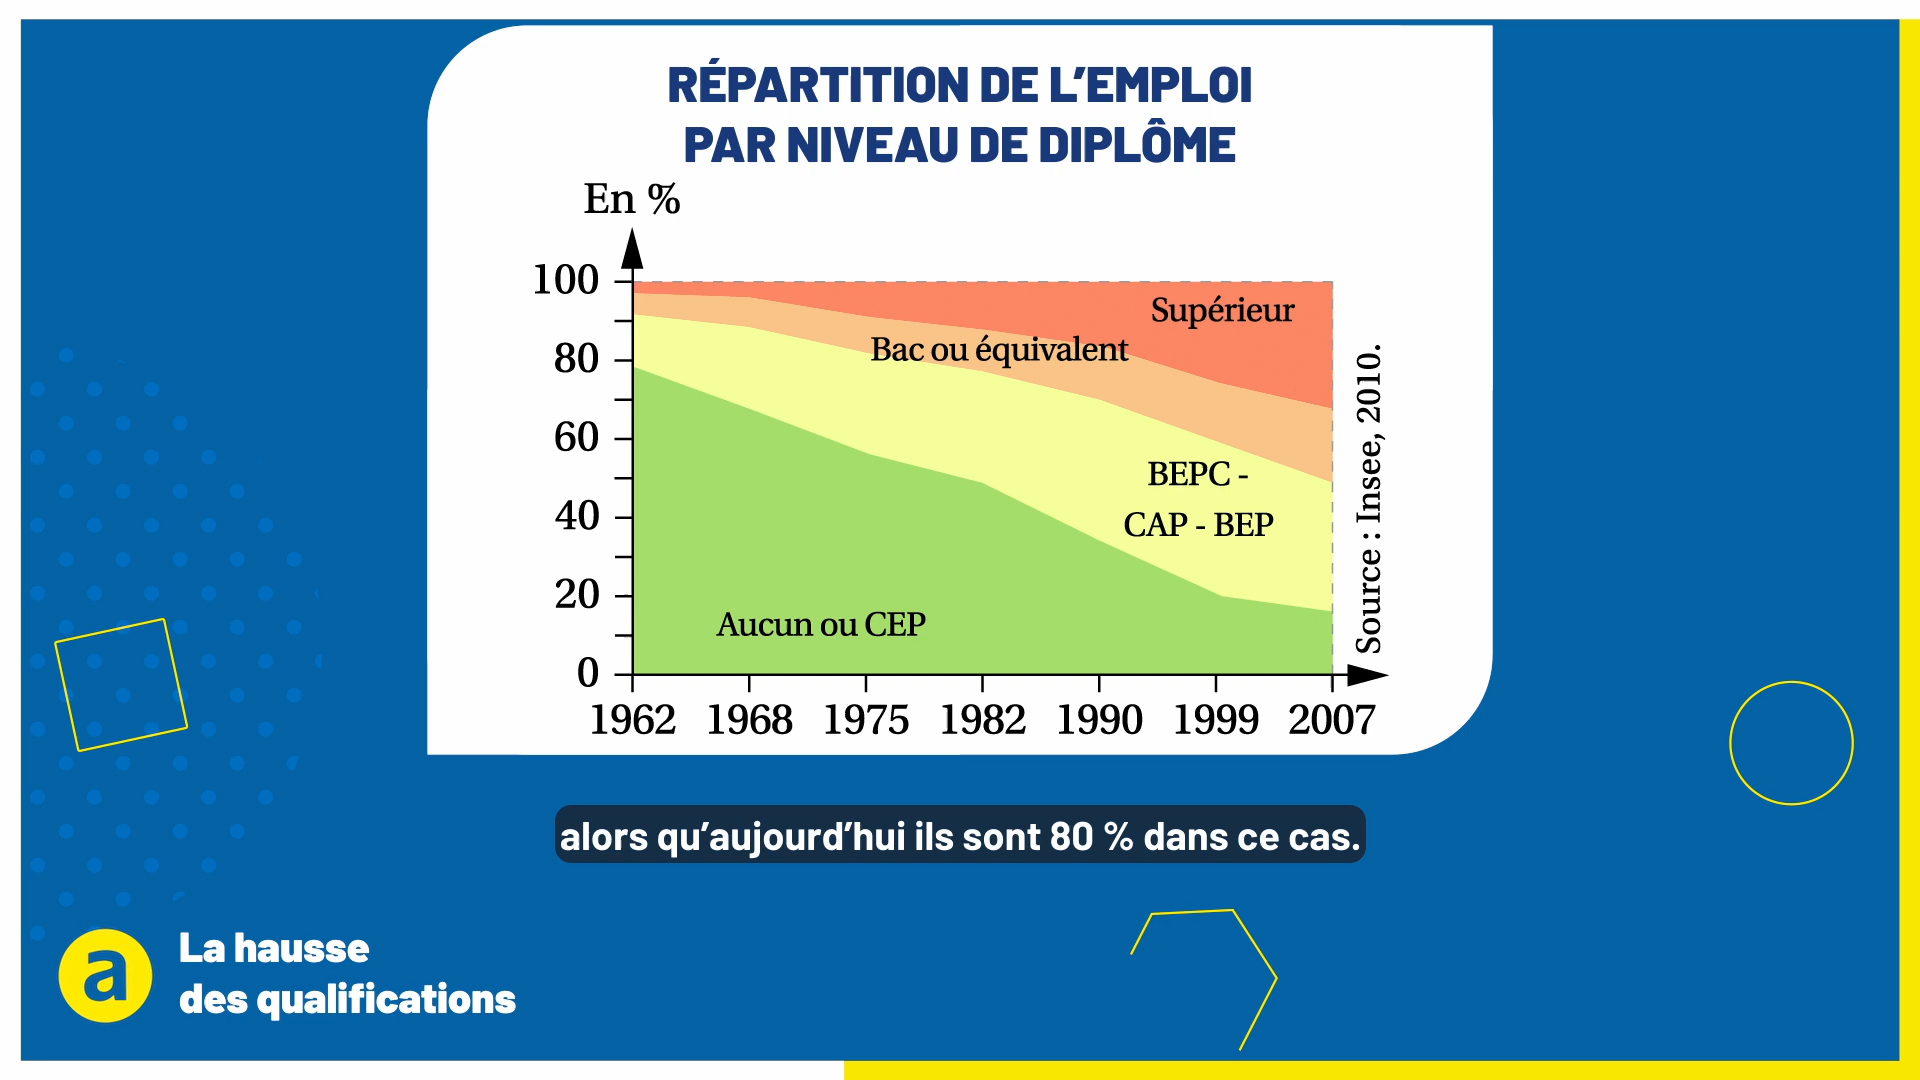 RÉPARTITION DE L’EMPLOI
PAR NIVEAU DE DIPLÔME
En %
100
80
60
40
20
0
Supérieur
Bac ou équivalent
BEPC -
CAP - BEP
Aucun ou CEP
1962 1968 1975 1982 1990 1999 2007
Source : Insee, 2010.
alors qu’aujourd’hui ils sont 80 % dans ce cas.
a
La hausse
des qualifications